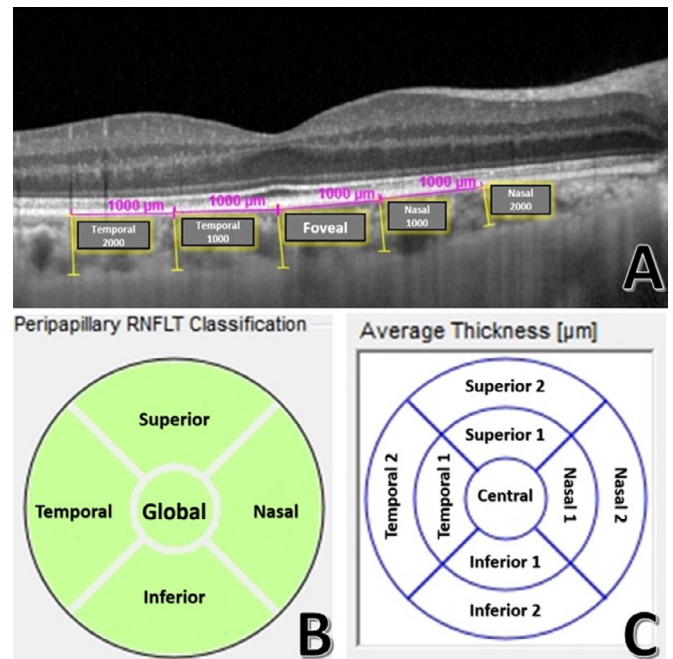 1000 µm
1000 µm
1000 µm
1000 µm
Temporal
2000
Temporal
1000
Foveal
Nasal
1000
Nasal
2000
A
Peripapillary RNFLT Classification
Superior
Temporal
Global
Nasal
Inferior
B
Average Thickness [µm]
Superior 2
Superior 1
Temporal 2
Temporal 1
Central
Nasal 1
Nasal 2
Inferior 1
Inferior 2
C